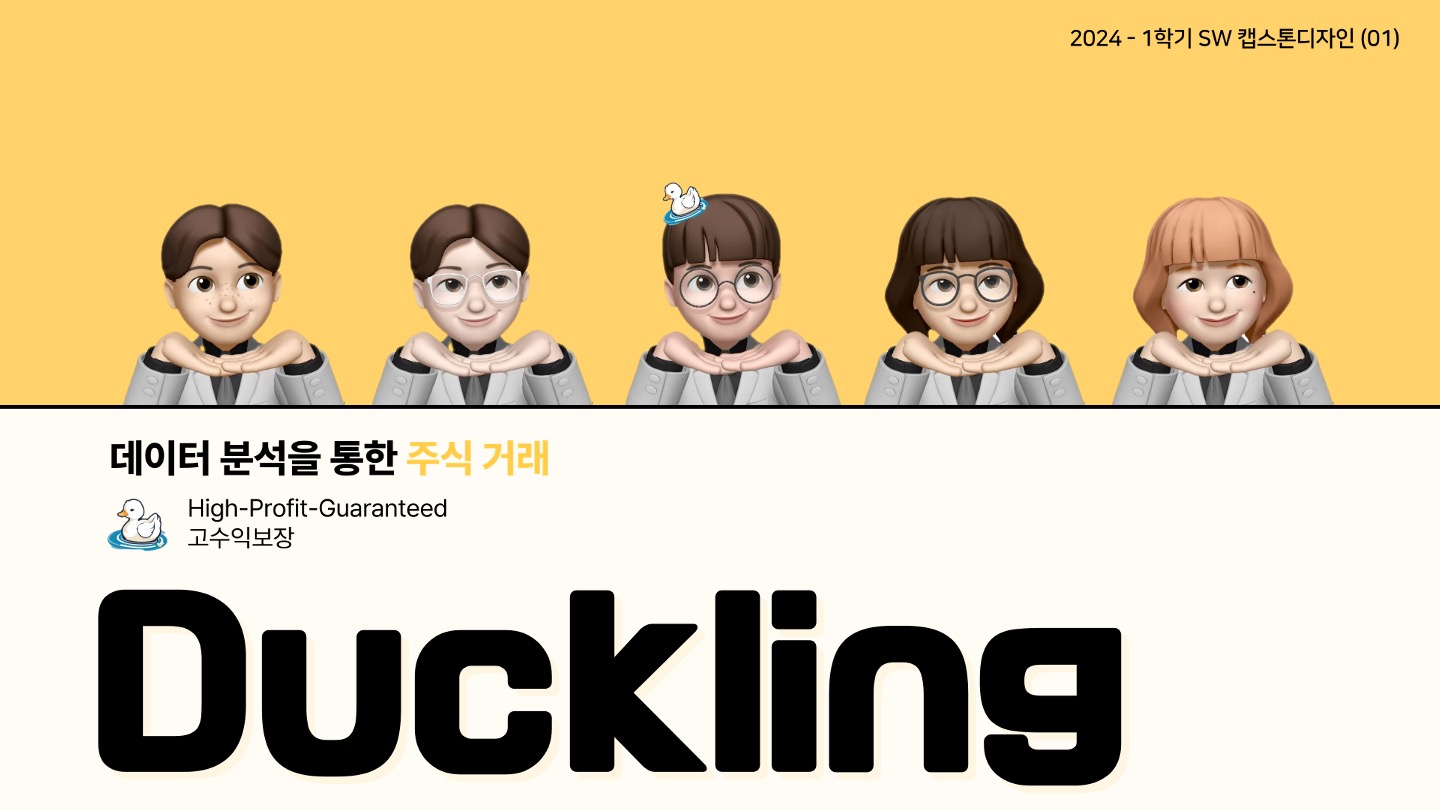 2024 - 1학기 SW 캡스톤디자인 (01)
데이터 분석을 통한 주식 거래
High-Profit-Guaranteed
고수익보장
Duckling